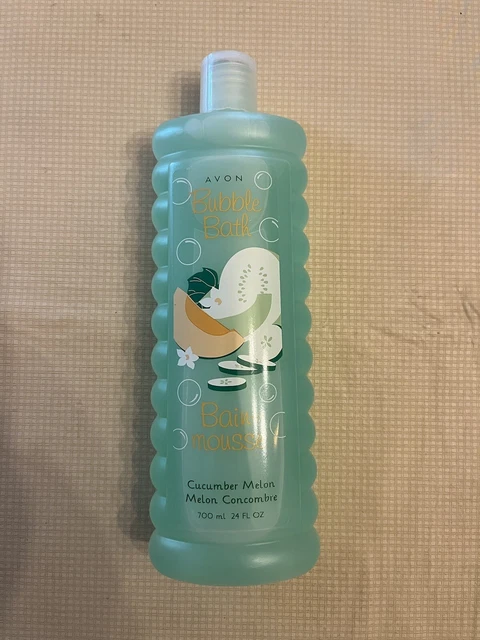 AVON
Bubble
Bath
Bain
mousse
Cucumber Melon
Melon Concombre
700 ml 24 FL OZ